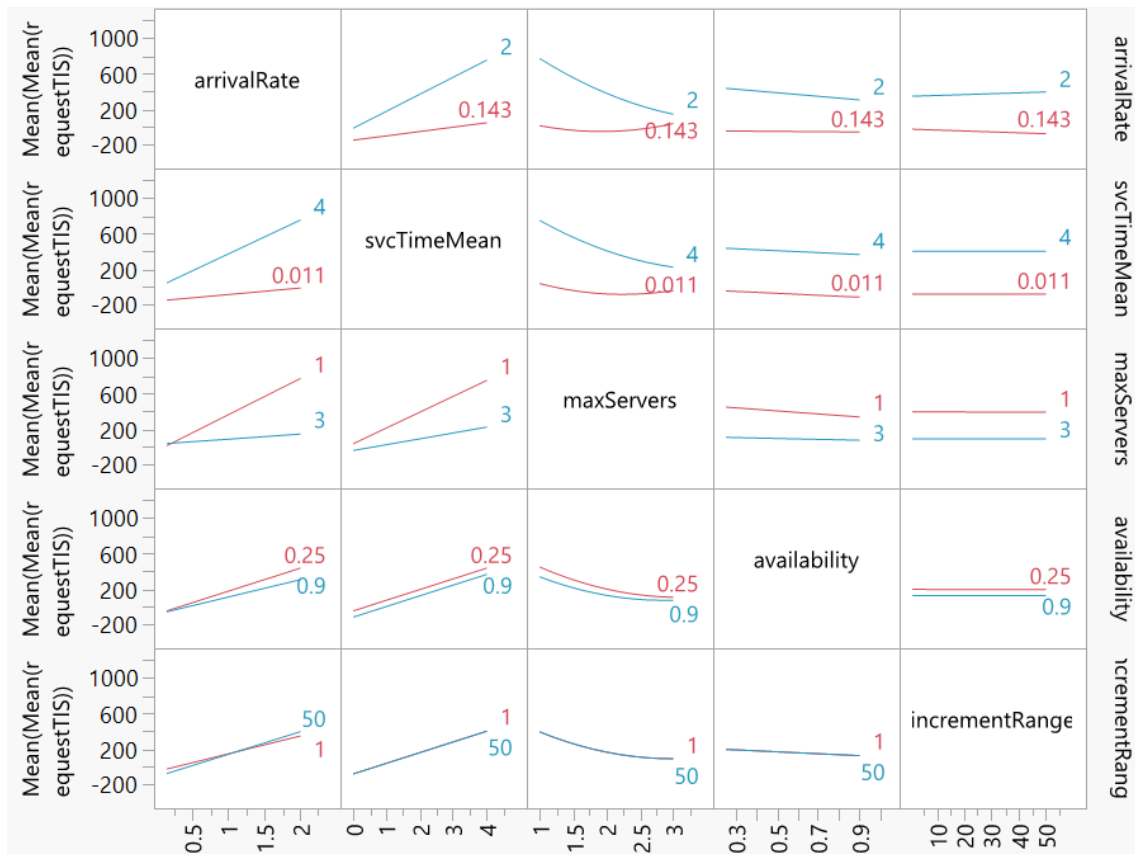 Mean(Mean(r
equestTIS))
1000
600
200
-200
arrivalRate
2
0.143
2
0.143
2
0.143
2
0.143
arrivalRate
Mean(Mean(r
equestTIS))
1000
600
200
-200
4
0.011
svcTimeMean
4
0.011
4
0.011
4
0.011
svcTimeMean
Mean(Mean(r
equestTIS))
1000
600
200
-200
1
3
1
3
maxServers
1
3
1
3
maxServers
Mean(Mean(r
equestTIS))
1000
600
200
-200
0.25
0.9
0.25
0.9
0.25
0.9
availability
0.25
0.9
availability
Mean(Mean(r
equestTIS))
1000
600
200
-200
50
1
1
50
1
50
1
50
incrementRange
ncrementRang
0.5 1 1.5 2
0 1 2 3 4
1 1.5 2 2.5 3
0.3 0.5 0.7 0.9
10 20 30 40 50